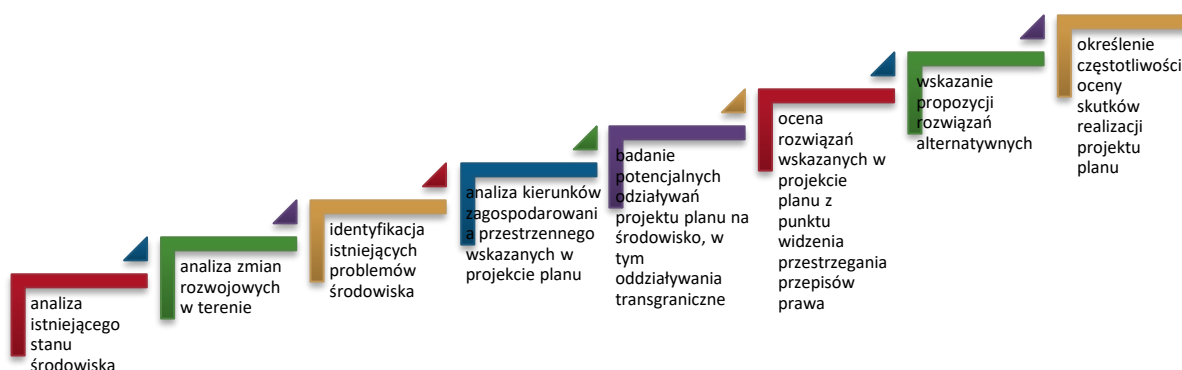 analiza
istniejącego
stanu
środowiska
analiza zmian
rozwojowych
w terenie
identyfikacja
istniejących
problemów
środowiska
analiza kierunków
zagospodarowani
a przestrzennego
wskazanych w
projekcie planu
badanie
potencjalnych
odziaływań
projektu planu na
środowisko, w
tym
oddziaływania
transgraniczne
ocena
rozwiązań
wskazanych w
projekcie
planu z
punktu
widzenia
przestrzegania
przepisów
prawa
wskazanie
propozycji
rozwiązań
alternatywnych
określenie
częstotliwości
oceny
skutków
realizacji
projektu
planu